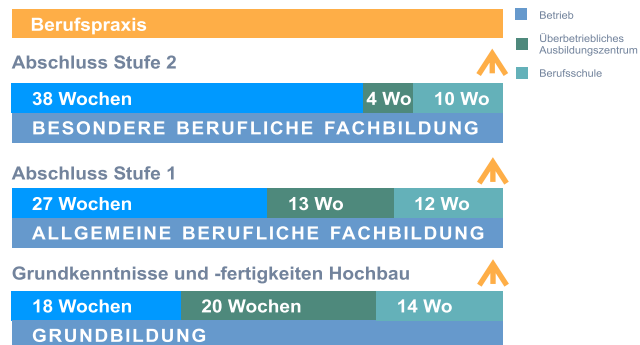 Berufspraxis
Abschluss Stufe 2
38 Wochen 4 Wo 10 Wo
BESONDERE BERUFLICHE FACHBILDUNG
Abschluss Stufe 1
27 Wochen 13 Wo 12 Wo
ALLGEMEINE BERUFLICHE FACHBILDUNG
Grundkenntnisse und -fertigkeiten Hochbau
18 Wochen 20 Wochen 14 Wo
GRUNDBILDUNG
Betrieb
Überbetriebliches
Ausbildungszentrum
Berufsschule